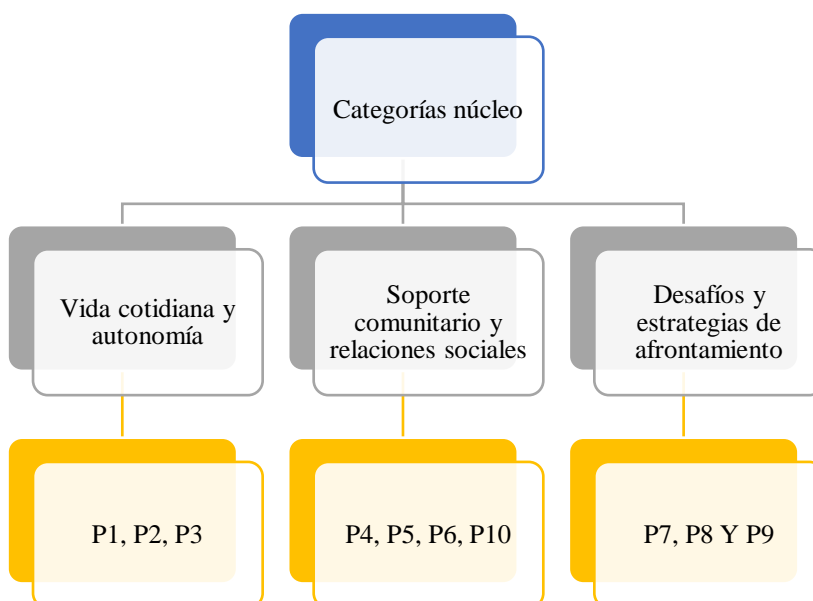 Categorías núcleo
Vida cotidiana y
autonomía
Soporte
comunitario y
relaciones sociales
Desafíos y
estrategias de
afrontamiento
P1, P2, P3
P4, P5, P6, P10
P7, P8 Y P9